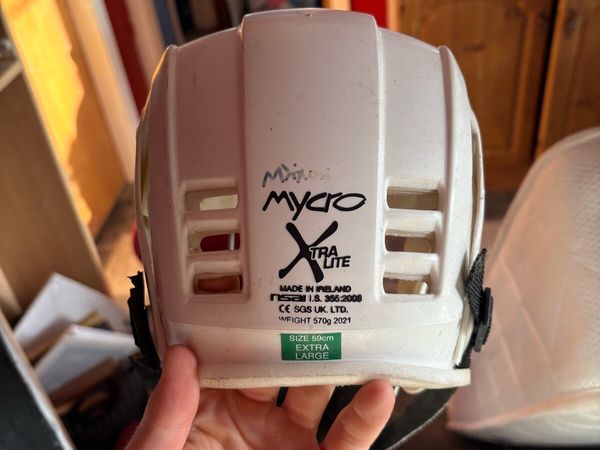 mycro
XTRA
LITE
MADE IN IRELAND
nsai I.S. 355:2006
CE SGS UK. LTD.
WEIGHT 570g 2021
SIZE 59cm
EXTRA
LARGE